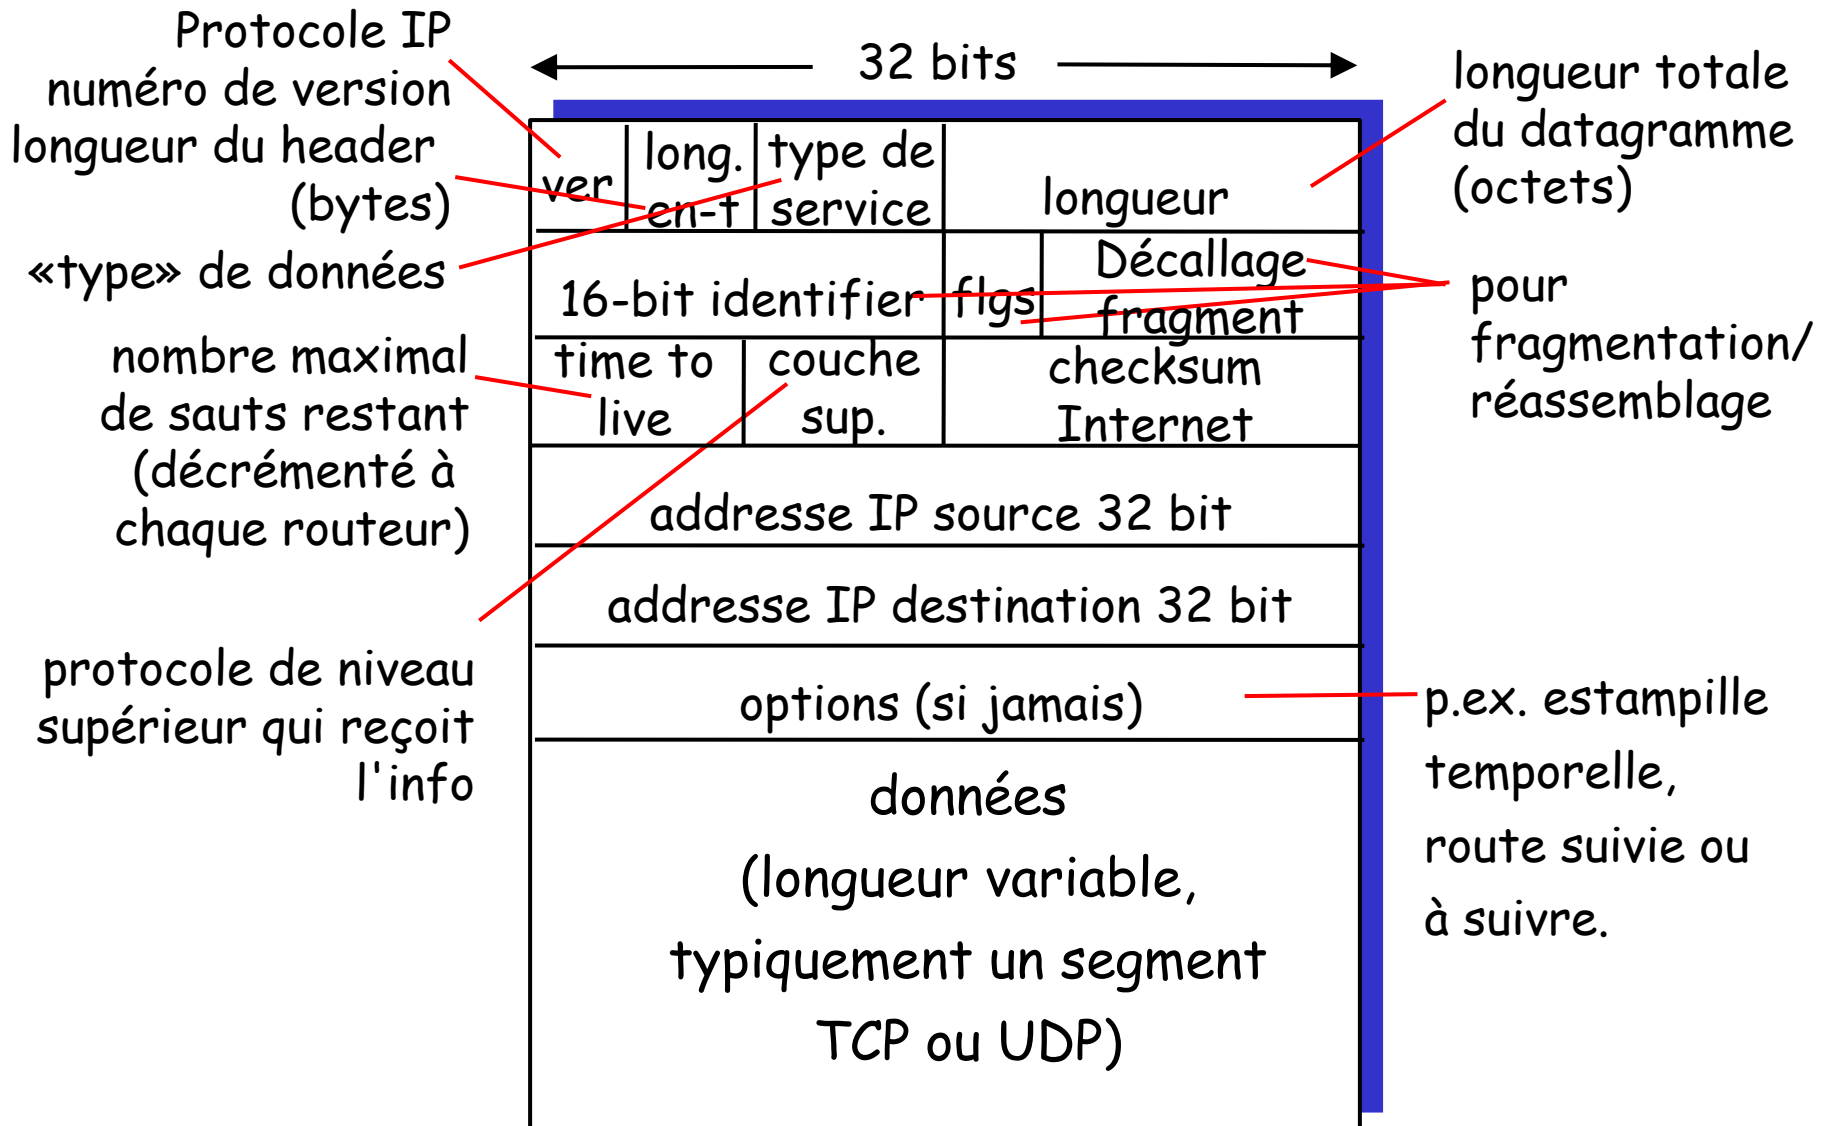 Protocole IP
numéro de version
longueur du header
(bytes)
«type» de données
nombre maximal
de sauts restant
(décrémenté à
chaque routeur)
protocole de niveau
supérieur qui reçoit
l'info
32 bits
ver
long.
en-t
type de
service
longueur
16-bit identifier
flgs
Décallage
fragment
time to
live
couche
sup.
checksum
Internet
addresse IP source 32 bit
addresse IP destination 32 bit
options (si jamais)
données
(longueur variable,
typiquement un segment
TCP ou UDP)
longueur totale
du datagramme
(octets)
pour
fragmentation/
réassemblage
p.ex. estampille
temporelle,
route suivie ou
à suivre.